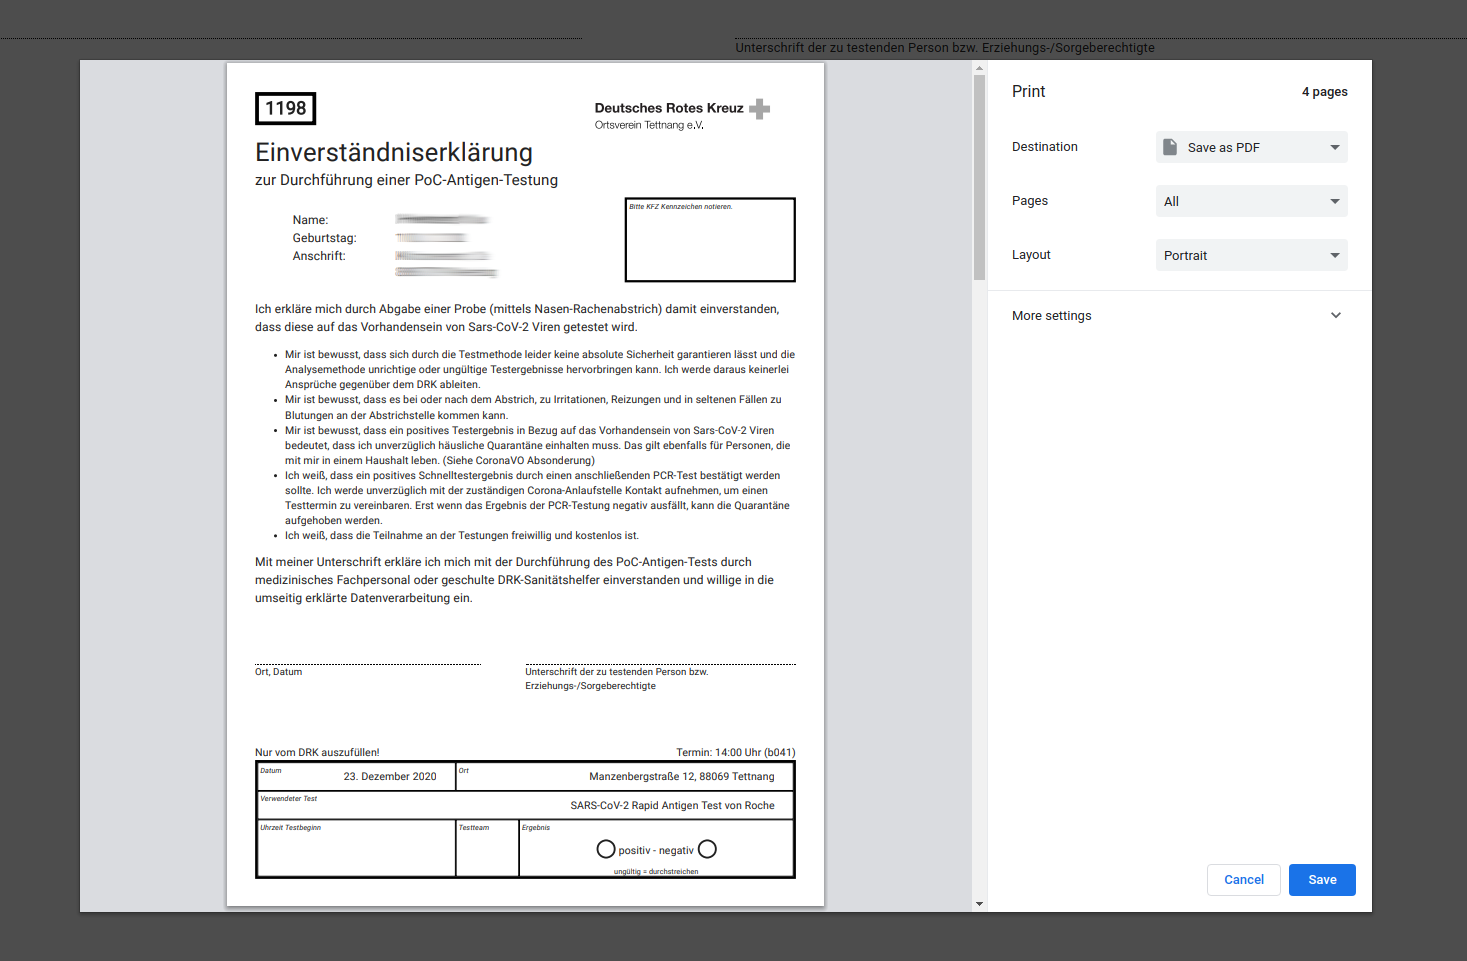 Unterschrift der zu testenden Person bzw. Erziehungs-/Sorgeberechtigte
1198
Deutsches Rotes Kreuz
Ortsverein Tettnang e.V.
Einverständniserklärung
zur Durchführung einer PoC-Antigen-Testung
Name:
Geburtstag:
Anschrift:
Bitte KFZ Kennzeichen notieren.
Ich erkläre mich durch Abgabe einer Probe (mittels Nasen-Rachenabstrich) damit einverstanden,
dass diese auf das Vorhandensein von Sars-CoV-2 Viren getestet wird.
• Mir ist bewusst, dass sich durch die Testmethode leider keine absolute Sicherheit garantieren lässt und die
Analysemethode unrichtige oder ungültige Testergebnisse hervorbringen kann. Ich werde daraus keinerlei
Ansprüche gegenüber dem DRK ableiten.
• Mir ist bewusst, dass es bei oder nach dem Abstrich, zu Irritationen, Reizungen und in seltenen Fällen zu
Blutungen an der Abstrichstelle kommen kann.
• Mir ist bewusst, dass ein positives Testergebnis in Bezug auf das Vorhandensein von Sars-CoV-2 Viren
bedeutet, dass ich unverzüglich häusliche Quarantäne einhalten muss. Das gilt ebenfalls für Personen, die
mit mir in einem Haushalt leben. (Siehe CoronaVO Absonderung)
• Ich weiß, dass ein positives Schnelltestergebnis durch einen anschließenden PCR-Test bestätigt werden
sollte. Ich werde unverzüglich mit der zuständigen Corona-Anlaufstelle Kontakt aufnehmen, um einen
Testtermin zu vereinbaren. Erst wenn das Ergebnis der PCR-Testung negativ ausfällt, kann die Quarantäne
aufgehoben werden.
• Ich weiß, dass die Teilnahme an der Testungen freiwillig und kostenlos ist.
Mit meiner Unterschrift erkläre ich mich mit der Durchführung des PoC-Antigen-Tests durch
medizinisches Fachpersonal oder geschulte DRK-Sanitätshelfer einverstanden und willige in die
umseitig erklärte Datenverarbeitung ein.
Ort, Datum
Unterschrift der zu testenden Person bzw.
Erziehungs-/Sorgeberechtigte
Nur vom DRK auszufüllen!
Termin: 14:00 Uhr (b041)
Datum
23. Dezember 2020
Ort
Manzenbergstraße 12, 88069 Tettnang
Verwendeter Test
SARS-CoV-2 Rapid Antigen Test von Roche
Uhrzeit Testbeginn
Testteam
Ergebnis
positiv - negativ
ungültig = durchstreichen
Print
4 pages
Destination
Save as PDF
Pages
All
Layout
Portrait
More settings
Cancel
Save